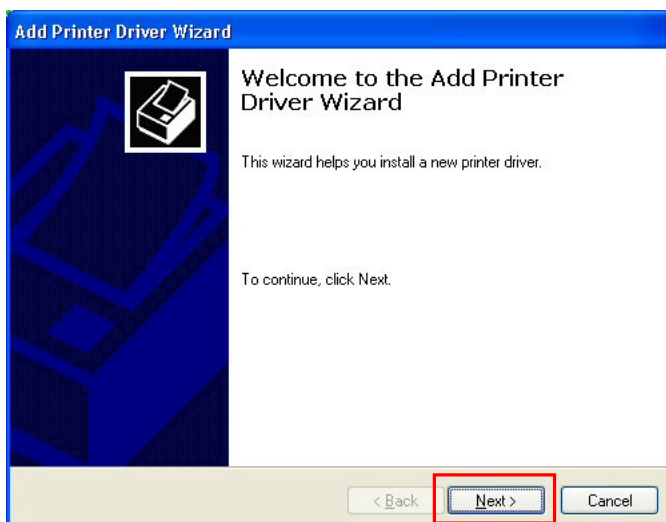 Add Printer Driver Wizard
Welcome to the Add Printer
Driver Wizard
This wizard helps you install a new printer driver.
To continue, click Next.
< Back Next > Cancel